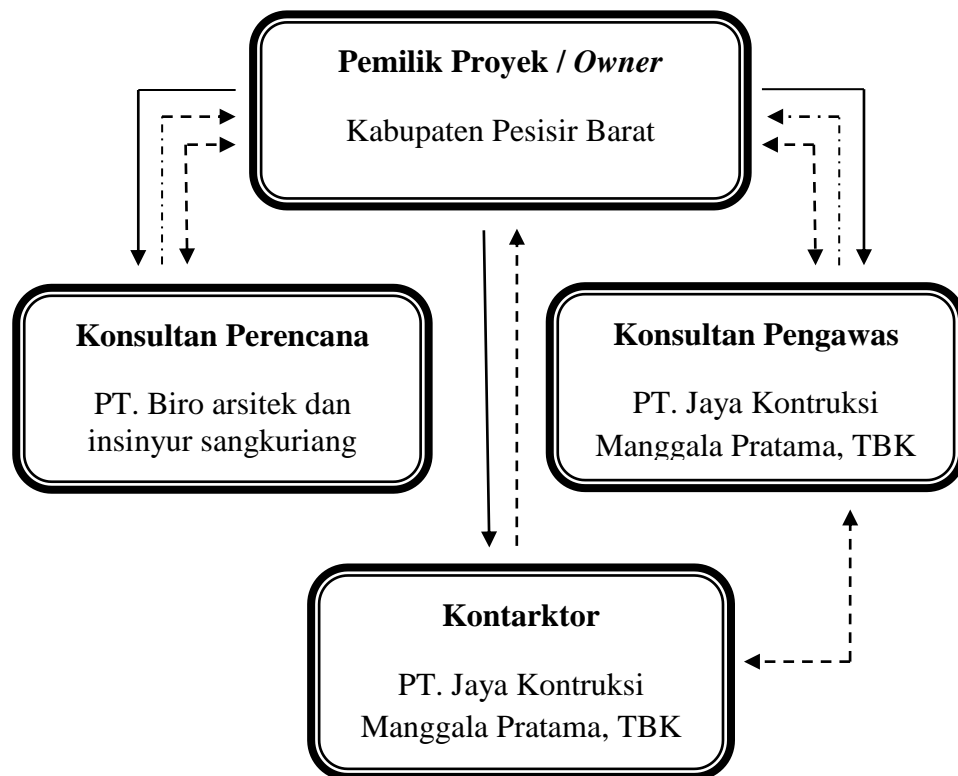 Pemilik Proyek / Owner
Kabupaten Pesisir Barat
Konsultan Perencana
PT. Biro arsitek dan
insinyur sangkuriang
Konsultan Pengawas
PT. Jaya Kontruksi
Manggala Pratama, TBK
Kontarktor
PT. Jaya Kontruksi
Manggala Pratama, TBK